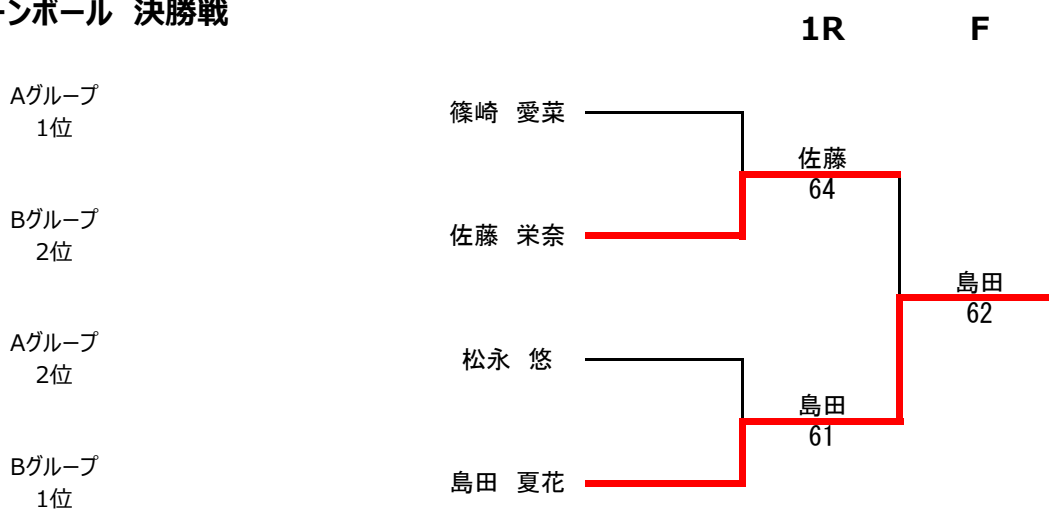 ーンボール 決勝戦
1R F
Aグループ
1位
篠崎 愛菜
佐藤
64
Bグループ
2位
佐藤 栄奈
島田
62
Aグループ
2位
松永 悠
島田
61
Bグループ
1位
島田 夏花